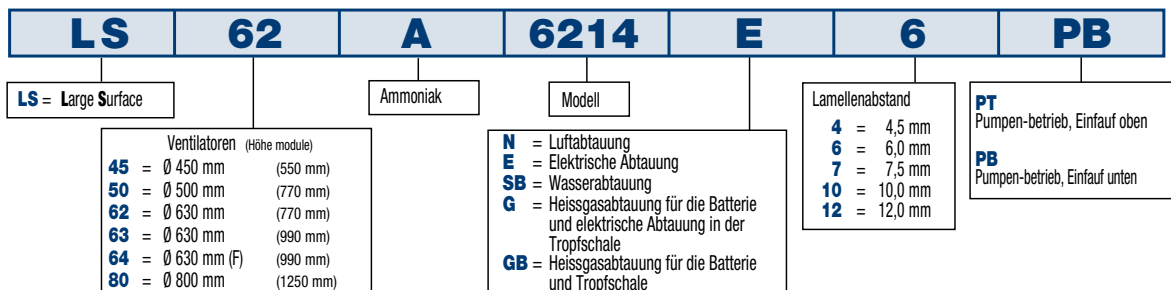 LS 62 A 6214 E 6 PB
LS = Large Surface
Ventilatoren (Höhe module)
45 = Ø 450 mm (550 mm)
50 = Ø 500 mm (770 mm)
62 = Ø 630 mm (770 mm)
63 = Ø 630 mm (990 mm)
64 = Ø 630 mm (F) (990 mm)
80 = Ø 800 mm (1250 mm)
Ammoniak
Modell
N = Luftabtauung
E = Elektrische Abtauung
SB = Wasserabtauung
G = Heissgasabtauung für die Batterie
und elektrische Abtauung in der
Tropfschale
GB = Heissgasabtauung für die Batterie
und Tropfschale
Lamellenabstand
4 = 4,5 mm
6 = 6,0 mm
7 = 7,5 mm
10 = 10,0 mm
12 = 12,0 mm
PT
Pumpen-betrieb, Einfauf oben
PB
Pumpen-betrieb, Einfauf unten